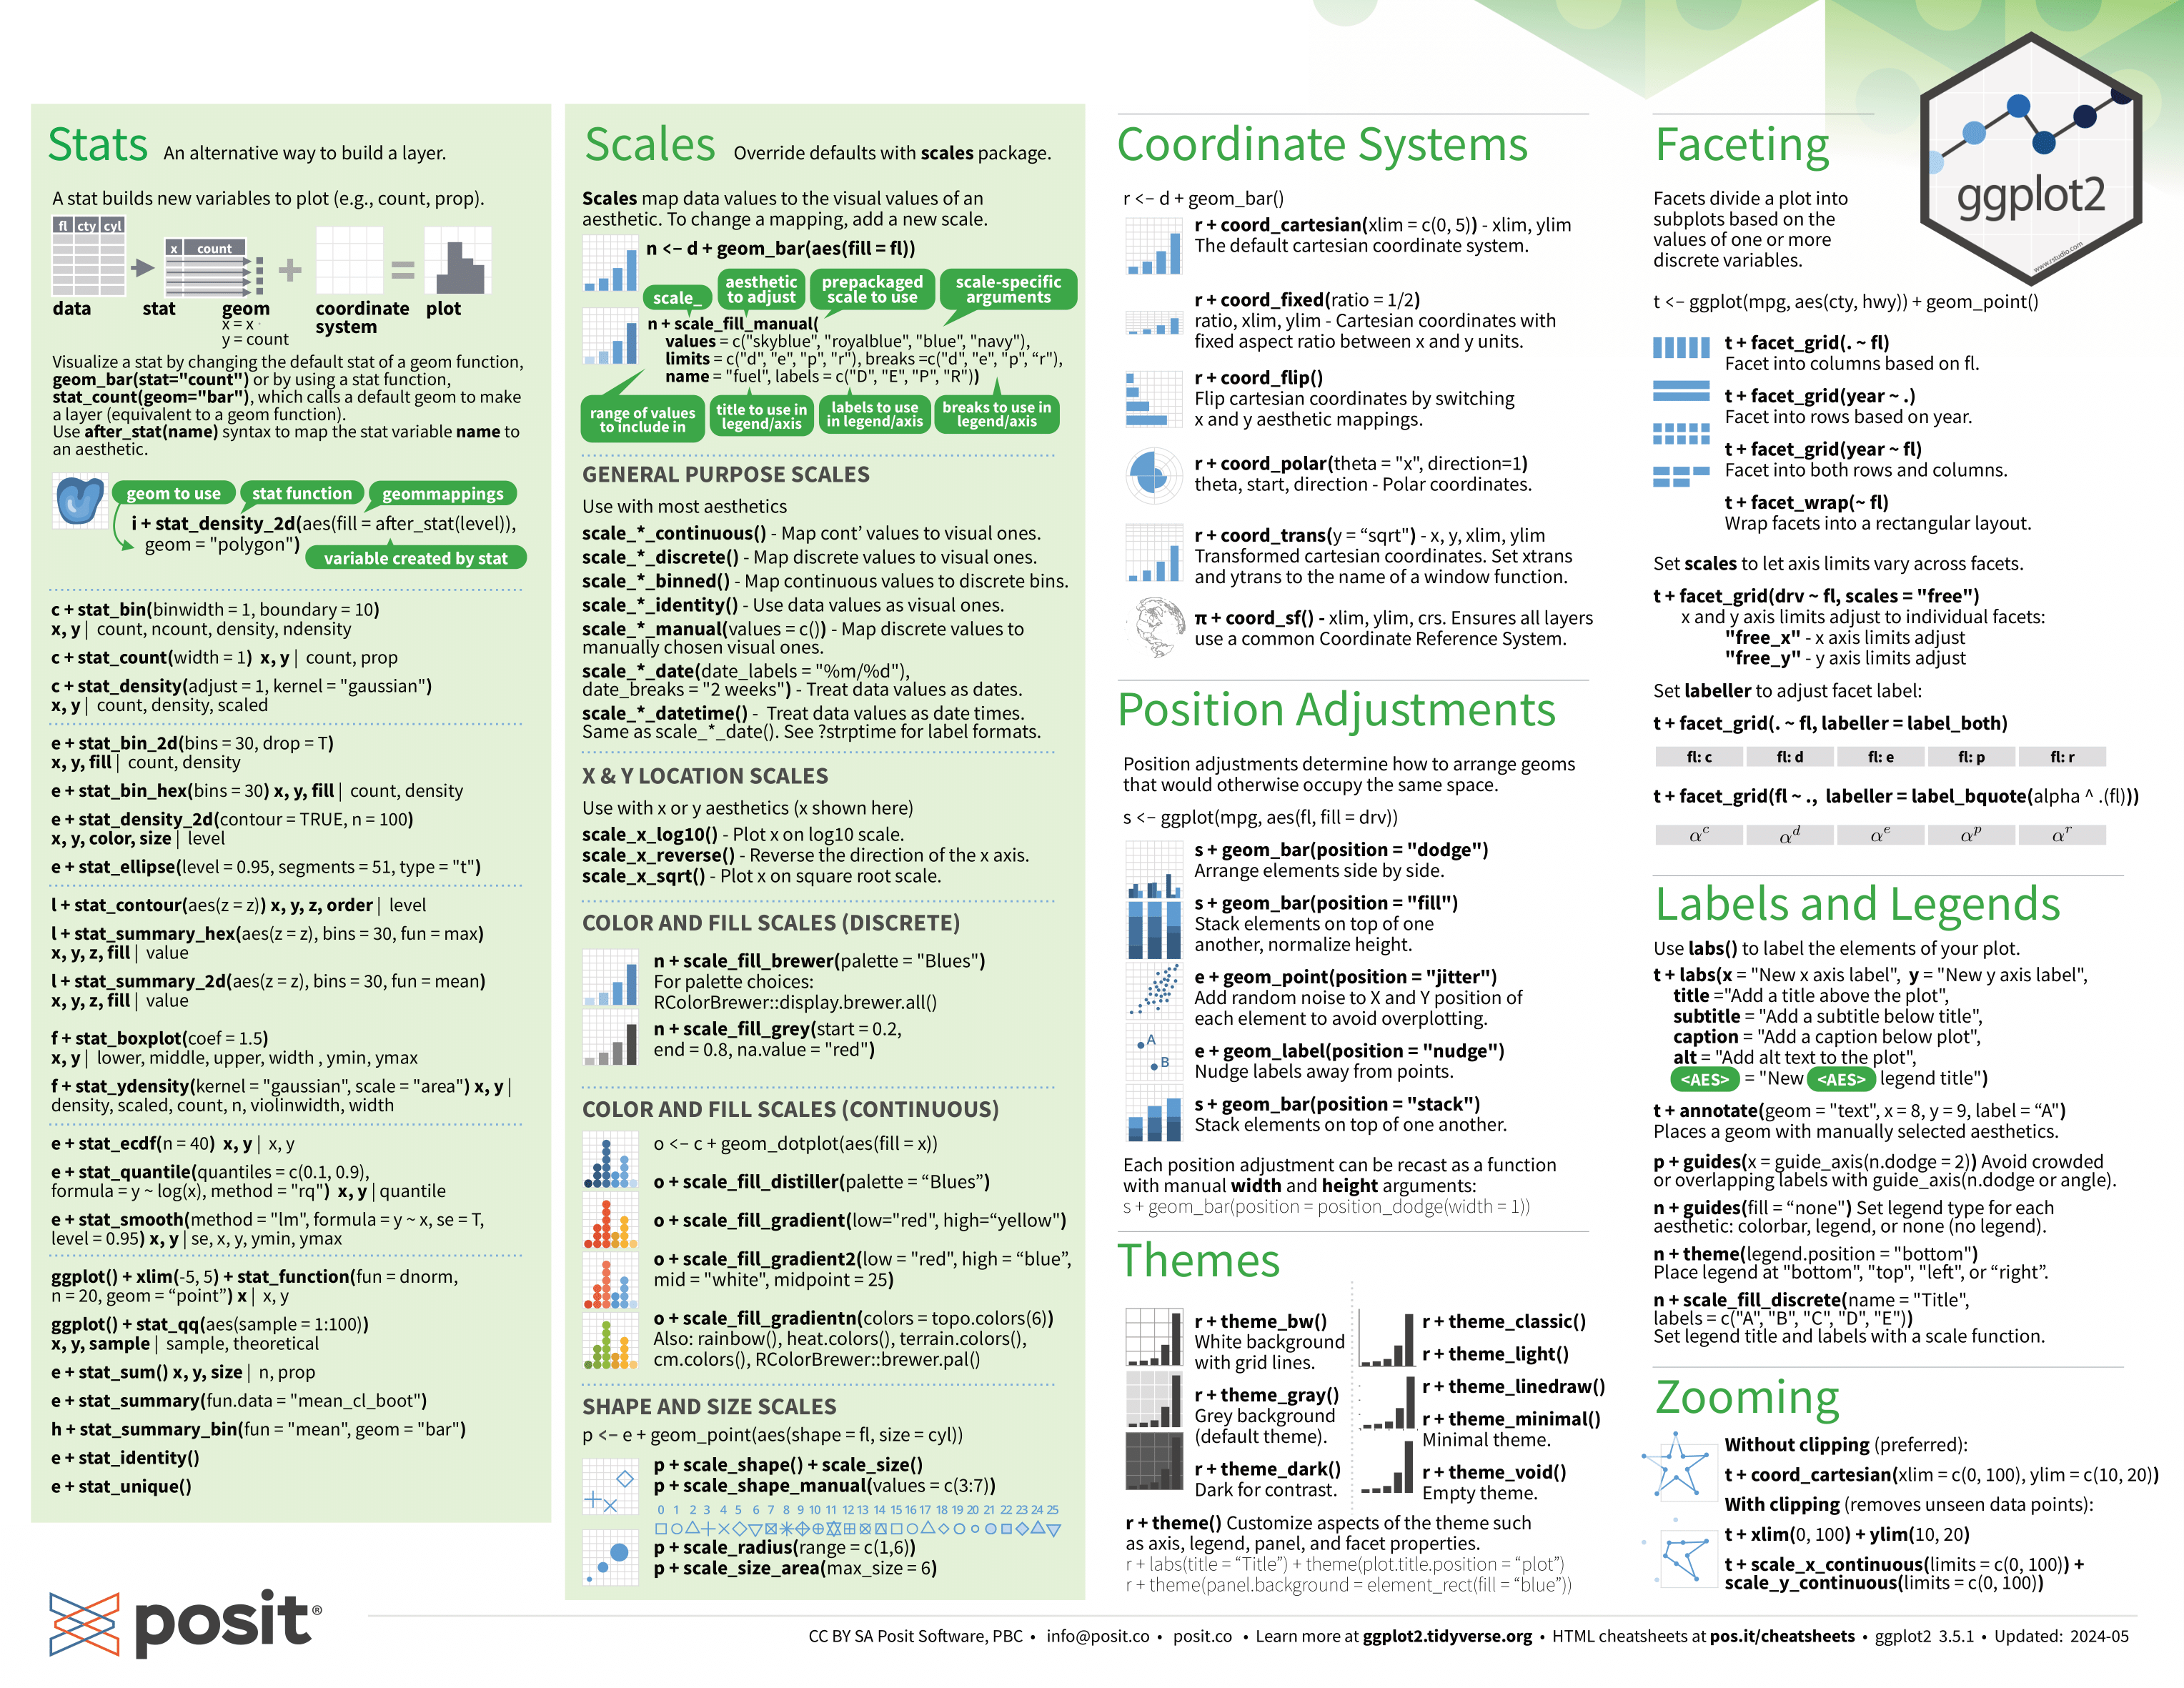 Stats An alternative way to build a layer.
A stat builds new variables to plot (e.g., count, prop).
fl cty cyl
x count
data stat geom coordinate plot
x = x · system
y = count
Visualize a stat by changing the default stat of a geom function,
geom_bar(stat="count") or by using a stat function,
stat_count(geom="bar"), which calls a default geom to make
a layer (equivalent to a geom function).
Use after_stat(name) syntax to map the stat variable name to
an aesthetic.
geom to use stat function geommappings
i + stat_density_2d(aes(fill = after_stat(level)),
geom = "polygon")
variable created by stat
c + stat_bin(binwidth = 1, boundary = 10)
x, y | count, ncount, density, ndensity
c + stat_count(width = 1) x, y | count, prop
c + stat_density(adjust = 1, kernel = "gaussian")
x, y | count, density, scaled
e + stat_bin_2d(bins = 30, drop = T)
x, y, fill | count, density
e + stat_bin_hex(bins = 30) x, y, fill | count, density
e + stat_density_2d(contour = TRUE, n = 100)
x, y, color, size | level
e + stat_ellipse(level = 0.95, segments = 51, type = "t")
l + stat_contour(aes(z = z)) x, y, z, order | level
l + stat_summary_hex(aes(z = z), bins = 30, fun = max)
x, y, z, fill | value
l + stat_summary_2d(aes(z = z), bins = 30, fun = mean)
x, y, z, fill | value
f + stat_boxplot(coef = 1.5)
x, y | lower, middle, upper, width , ymin, ymax
f + stat_ydensity(kernel = "gaussian", scale = "area") x, y |
density, scaled, count, n, violinwidth, width
e + stat_ecdf(n = 40) x, y | x, y
e + stat_quantile(quantiles = c(0.1, 0.9),
formula = y ~ log(x), method = "rq") x, y | quantile
e + stat_smooth(method = "lm", formula = y ~ x, se = T,
level = 0.95) x, y | se, x, y, ymin, ymax
ggplot() + xlim(-5, 5) + stat_function(fun = dnorm,
n = 20, geom = “point”) x | x, y
ggplot() + stat_qq(aes(sample = 1:100))
x, y, sample | sample, theoretical
e + stat_sum() x, y, size | n, prop
e + stat_summary(fun.data = "mean_cl_boot")
h + stat_summary_bin(fun = "mean", geom = "bar")
e + stat_identity()
e + stat_unique()
Scales Override defaults with scales package.
Scales map data values to the visual values of an
aesthetic. To change a mapping, add a new scale.
n <– d + geom_bar(aes(fill = fl))
scale_ aesthetic to adjust prepackaged scale to use scale-specific arguments
n + scale_fill_manual(
values = c("skyblue", "royalblue", "blue", "navy"),
limits = c("d", "e", "p", "r"), breaks =c("d", "e", "p", “r"),
name = "fuel", labels = c("D", "E", "P", "R"))
range of values to include in title to use in legend/axis labels to use in legend/axis breaks to use in legend/axis
GENERAL PURPOSE SCALES
Use with most aesthetics
scale_*_continuous() - Map cont’ values to visual ones.
scale_*_discrete() - Map discrete values to visual ones.
scale_*_binned() - Map continuous values to discrete bins.
scale_*_identity() - Use data values as visual ones.
scale_*_manual(values = c()) - Map discrete values to
manually chosen visual ones.
scale_*_date(date_labels = "%m/%d"),
date_breaks = "2 weeks") - Treat data values as dates.
scale_*_datetime() - Treat data values as date times.
Same as scale_*_date(). See ?strptime for label formats.
X & Y LOCATION SCALES
Use with x or y aesthetics (x shown here)
scale_x_log10() - Plot x on log10 scale.
scale_x_reverse() - Reverse the direction of the x axis.
scale_x_sqrt() - Plot x on square root scale.
COLOR AND FILL SCALES (DISCRETE)
n + scale_fill_brewer(palette = "Blues")
For palette choices:
RColorBrewer::display.brewer.all()
n + scale_fill_grey(start = 0.2,
end = 0.8, na.value = "red")
COLOR AND FILL SCALES (CONTINUOUS)
o <– c + geom_dotplot(aes(fill = x))
o + scale_fill_distiller(palette = “Blues”)
o + scale_fill_gradient(low="red", high=“yellow")
o + scale_fill_gradient2(low = "red", high = “blue”,
mid = "white", midpoint = 25)
o + scale_fill_gradientn(colors = topo.colors(6))
Also: rainbow(), heat.colors(), terrain.colors(),
cm.colors(), RColorBrewer::brewer.pal()
SHAPE AND SIZE SCALES
p <– e + geom_point(aes(shape = fl, size = cyl))
p + scale_shape() + scale_size()
p + scale_shape_manual(values = c(3:7))
0 1 2 3 4 5 6 7 8 9 10 11 12 13 14 15 16 17 18 19 20 21 22 23 24 25
p + scale_radius(range = c(1,6))
p + scale_size_area(max_size = 6)
Coordinate Systems
r <– d + geom_bar()
r + coord_cartesian(xlim = c(0, 5)) - xlim, ylim
The default cartesian coordinate system.
r + coord_fixed(ratio = 1/2)
ratio, xlim, ylim - Cartesian coordinates with
fixed aspect ratio between x and y units.
r + coord_flip()
Flip cartesian coordinates by switching
x and y aesthetic mappings.
r + coord_polar(theta = "x", direction=1)
theta, start, direction - Polar coordinates.
r + coord_trans(y = “sqrt") - x, y, xlim, ylim
Transformed cartesian coordinates. Set xtrans
and ytrans to the name of a window function.
π + coord_sf() - xlim, ylim, crs. Ensures all layers
use a common Coordinate Reference System.
Position Adjustments
Position adjustments determine how to arrange geoms
that would otherwise occupy the same space.
s <– ggplot(mpg, aes(fl, fill = drv))
s + geom_bar(position = "dodge")
Arrange elements side by side.
s + geom_bar(position = "fill")
Stack elements on top of one
another, normalize height.
e + geom_point(position = "jitter")
Add random noise to X and Y position of
each element to avoid overplotting.
A
B
e + geom_label(position = "nudge")
Nudge labels away from points.
s + geom_bar(position = "stack")
Stack elements on top of one another.
Each position adjustment can be recast as a function
with manual width and height arguments:
s + geom_bar(position = position_dodge(width = 1))
Themes
r + theme_bw()
White background
with grid lines.
r + theme_gray()
Grey background
(default theme).
r + theme_dark()
Dark for contrast.
r + theme_classic()
r + theme_light()
r + theme_linedraw()
r + theme_minimal()
Minimal theme.
r + theme_void()
Empty theme.
r + theme() Customize aspects of the theme such
as axis, legend, panel, and facet properties.
r + labs(title = “Title”) + theme(plot.title.position = “plot”)
r + theme(panel.background = element_rect(fill = “blue”))
Faceting
ggplot2
www.rstudio.com
Facets divide a plot into
subplots based on the
values of one or more
discrete variables.
t <– ggplot(mpg, aes(cty, hwy)) + geom_point()
t + facet_grid(. ~ fl)
Facet into columns based on fl.
t + facet_grid(year ~ .)
Facet into rows based on year.
t + facet_grid(year ~ fl)
Facet into both rows and columns.
t + facet_wrap(~ fl)
Wrap facets into a rectangular layout.
Set scales to let axis limits vary across facets.
t + facet_grid(drv ~ fl, scales = "free")
x and y axis limits adjust to individual facets:
"free_x" - x axis limits adjust
"free_y" - y axis limits adjust
Set labeller to adjust facet label:
t + facet_grid(. ~ fl, labeller = label_both)
fl: c fl: d fl: e fl: p fl: r
t + facet_grid(fl ~ ., labeller = label_bquote(alpha ^ .(fl)))
α^c α^d α^e α^p α^r
Labels and Legends
Use labs() to label the elements of your plot.
t + labs(x = "New x axis label", y = "New y axis label",
title ="Add a title above the plot",
subtitle = "Add a subtitle below title",
caption = "Add a caption below plot",
alt = "Add alt text to the plot",
<AES> = "New <AES> legend title")
t + annotate(geom = "text", x = 8, y = 9, label = “A")
Places a geom with manually selected aesthetics.
p + guides(x = guide_axis(n.dodge = 2)) Avoid crowded
or overlapping labels with guide_axis(n.dodge or angle).
n + guides(fill = “none") Set legend type for each
aesthetic: colorbar, legend, or none (no legend).
n + theme(legend.position = "bottom")
Place legend at "bottom", "top", "left", or “right”.
n + scale_fill_discrete(name = "Title",
labels = c("A", "B", "C", "D", "E"))
Set legend title and labels with a scale function.
Zooming
Without clipping (preferred):
t + coord_cartesian(xlim = c(0, 100), ylim = c(10, 20))
With clipping (removes unseen data points):
t + xlim(0, 100) + ylim(10, 20)
t + scale_x_continuous(limits = c(0, 100)) +
scale_y_continuous(limits = c(0, 100))
posit®
CC BY SA Posit Software, PBC • info@posit.co • posit.co • Learn more at ggplot2.tidyverse.org • HTML cheatsheets at pos.it/cheatsheets • ggplot2 3.5.1 • Updated: 2024-05